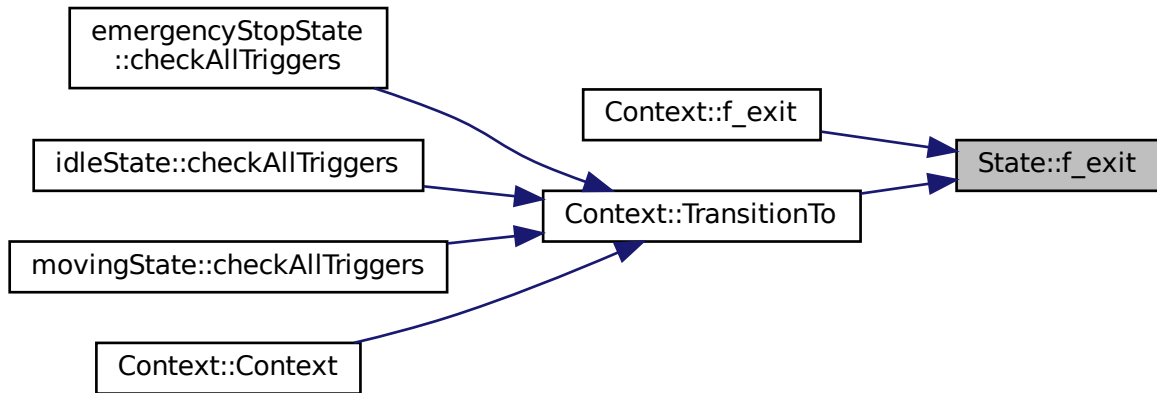 emergencyStopState
::checkAllTriggers
Context::f_exit
idleState::checkAllTriggers
State::f_exit
Context::TransitionTo
movingState::checkAllTriggers
Context::Context